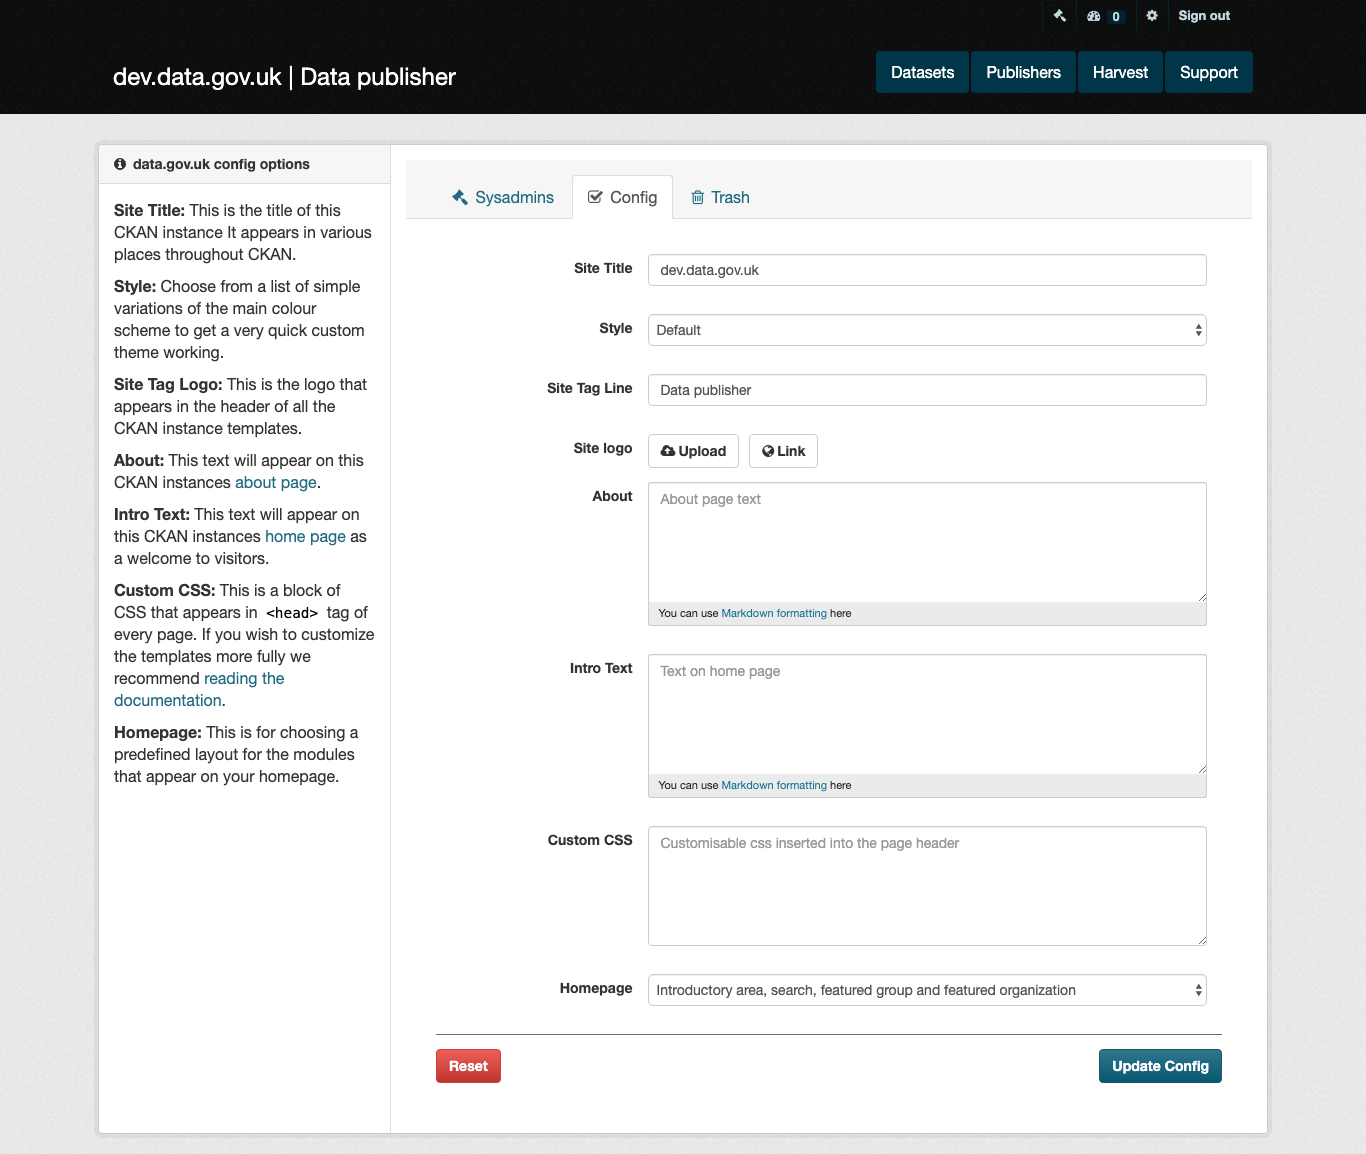 0
Sign out
dev.data.gov.uk | Data publisher
Datasets
Publishers
Harvest
Support
data.gov.uk config options
Site Title: This is the title of this
CKAN instance It appears in various
places throughout CKAN.
Style: Choose from a list of simple
variations of the main colour
scheme to get a very quick custom
theme working.
Site Tag Logo: This is the logo that
appears in the header of all the
CKAN instance templates.
About: This text will appear on this
CKAN instances about page.
Intro Text: This text will appear on
this CKAN instances home page as
a welcome to visitors.
Custom CSS: This is a block of
CSS that appears in <head> tag of
every page. If you wish to customize
the templates more fully we
recommend reading the
documentation.
Homepage: This is for choosing a
predefined layout for the modules
that appear on your homepage.
Sysadmins
Config
Trash
Site Title
dev.data.gov.uk
Style
Default
Site Tag Line
Data publisher
Site logo
Upload
Link
About
About page text
You can use Markdown formatting here
Intro Text
Text on home page
You can use Markdown formatting here
Custom CSS
Customisable css inserted into the page header
Homepage
Introductory area, search, featured group and featured organization
Reset
Update Config